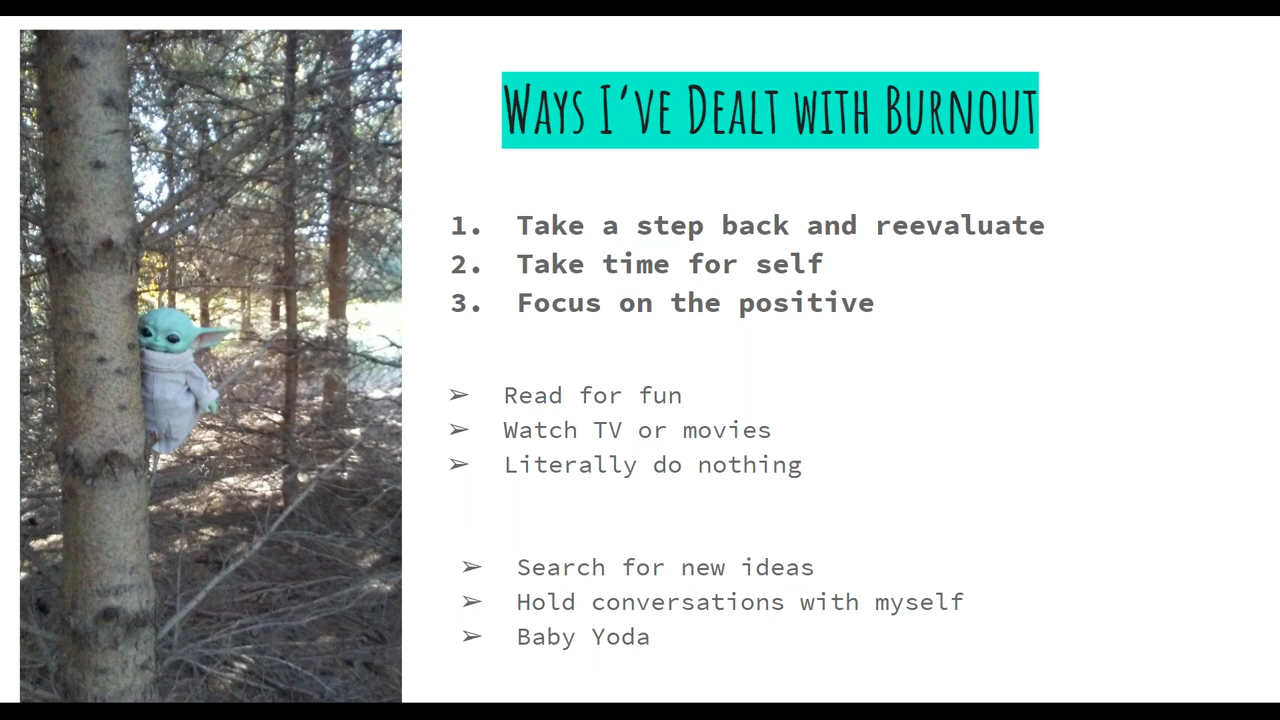 Ways I've Dealt with Burnout
1. Take a step back and reevaluate
2. Take time for self
3. Focus on the positive
➢ Read for fun
➢ Watch TV or movies
➢ Literally do nothing
➢ Search for new ideas
➢ Hold conversations with myself
➢ Baby Yoda